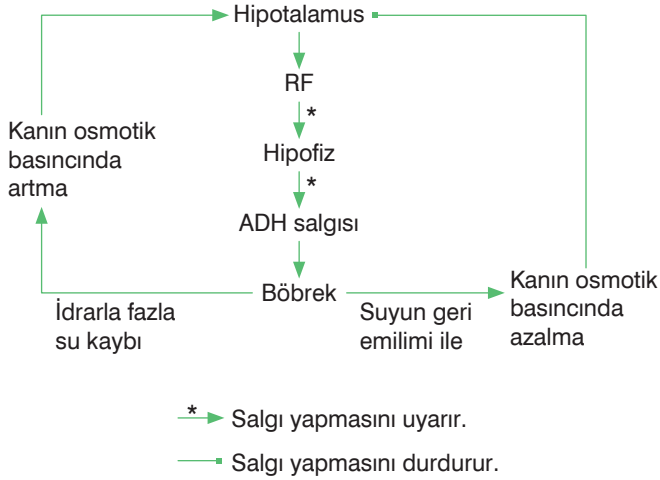 Hipotalamus
RF
*
Hipofiz
*
ADH salgısı
Böbrek
Kanın osmotik
basıncında
artma
İdrarla fazla
su kaybı
Suyun geri
emilimi ile
Kanın osmotik
basıncında
azalma
* Salgı yapmasını uyarır.
Salgı yapmasını durdurur.